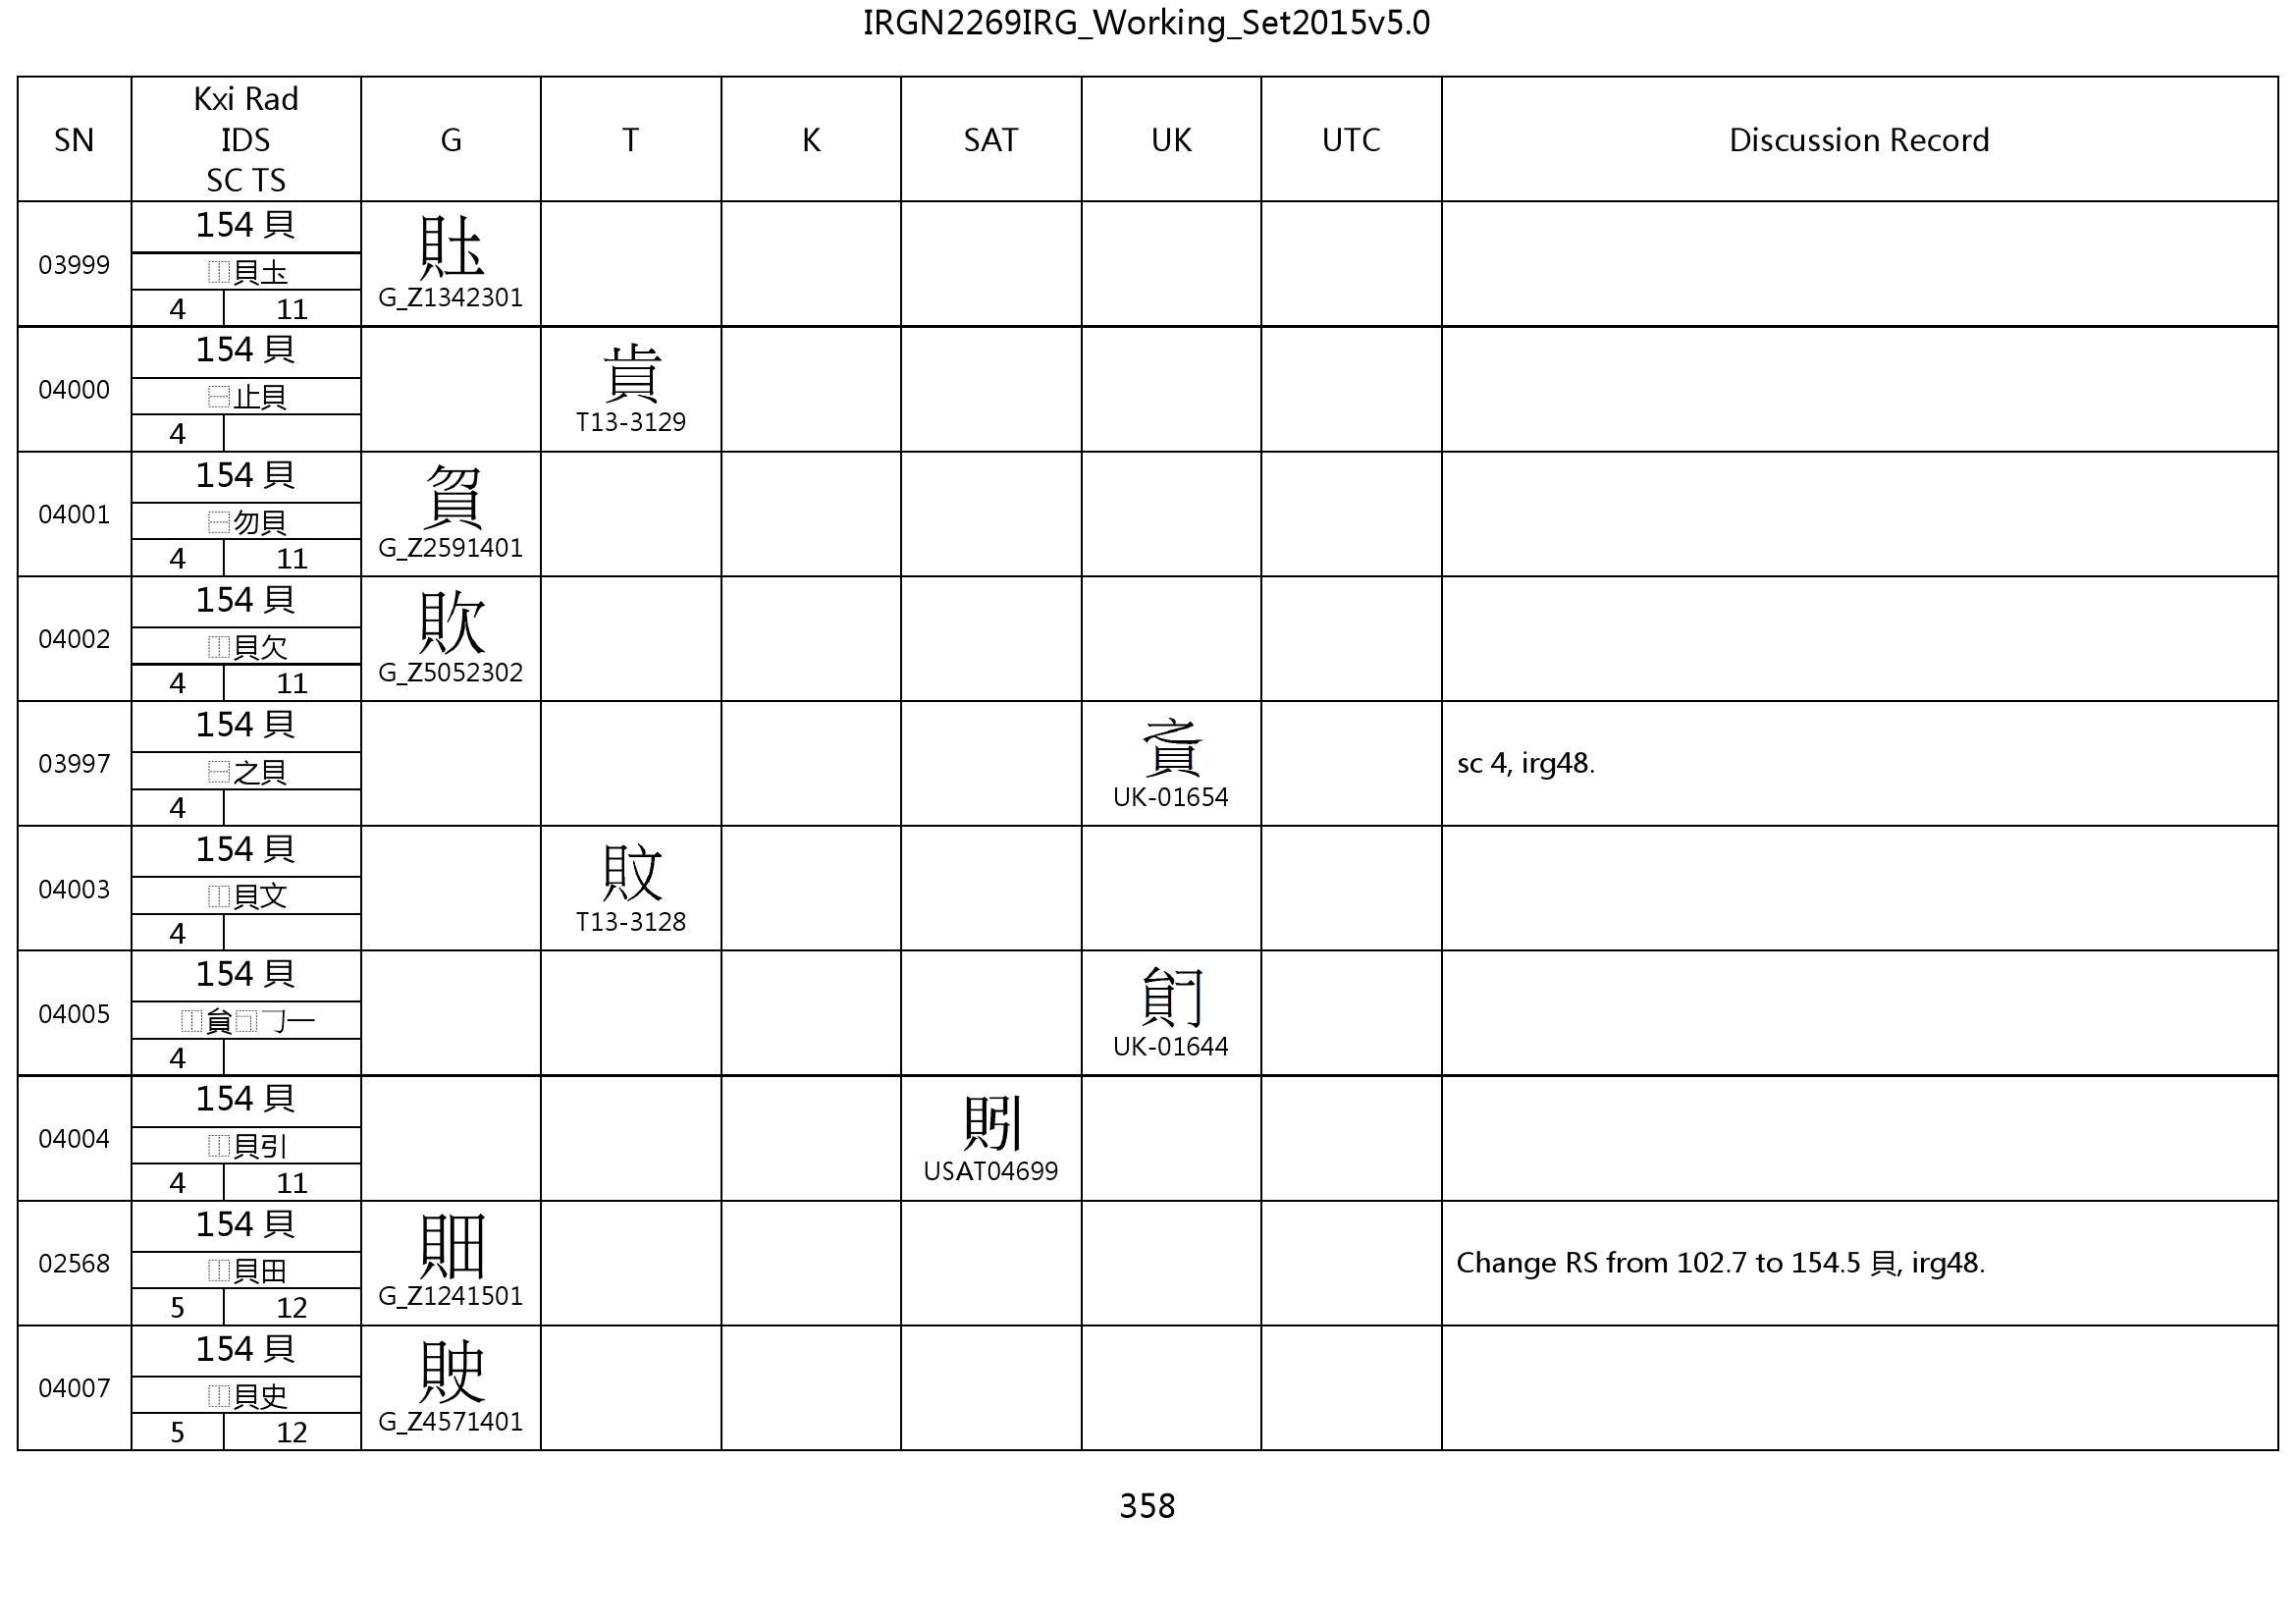 IRGN2269IRG_Working_Set2015v5.0
SN
Kxi Rad
IDS
SC TS
G
T
K
SAT
UK
UTC
Discussion Record
03999
154 貝
⿰貝圡
4 11
G_Z1342301
04000
154 貝
⿱止貝
4
T13-3129
04001
154 貝
⿱勿貝
4 11
G_Z2591401
04002
154 貝
⿰貝欠
4 11
G_Z5052302
03997
154 貝
⿱之貝
4
UK-01654
sc 4, irg48.
04003
154 貝
⿰貝文
4
T13-3128
04005
154 貝
⿰貟⿹𠃌一
4
UK-01644
04004
154 貝
⿰貝引
4 11
USAT04699
02568
154 貝
⿰貝田
5 12
G_Z1241501
Change RS from 102.7 to 154.5 貝, irg48.
04007
154 貝
⿰貝史
5 12
G_Z4571401
358